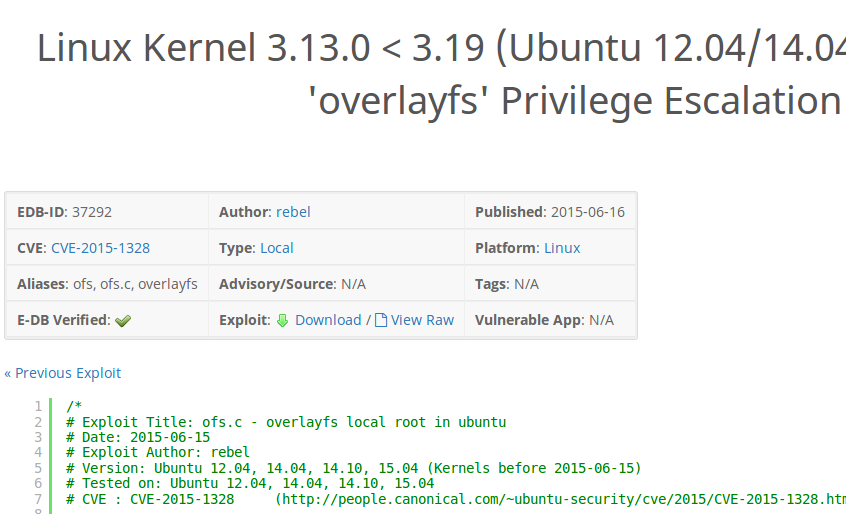 Linux Kernel 3.13.0 < 3.19 (Ubuntu 12.04/14.04
'overlayfs' Privilege Escalation
EDB-ID: 37292 Author: rebel Published: 2015-06-16
CVE: CVE-2015-1328 Type: Local Platform: Linux
Aliases: ofs, ofs.c, overlayfs Advisory/Source: N/A Tags: N/A
E-DB Verified: Exploit: Download / View Raw Vulnerable App: N/A
« Previous Exploit
1 /*
2 # Exploit Title: ofs.c - overlayfs local root in ubuntu
3 # Date: 2015-06-15
4 # Exploit Author: rebel
5 # Version: Ubuntu 12.04, 14.04, 14.10, 15.04 (Kernels before 2015-06-15)
6 # Tested on: Ubuntu 12.04, 14.04, 14.10, 15.04
7 # CVE : CVE-2015-1328     (http://people.canonical.com/~ubuntu-security/cve/2015/CVE-2015-1328.htm